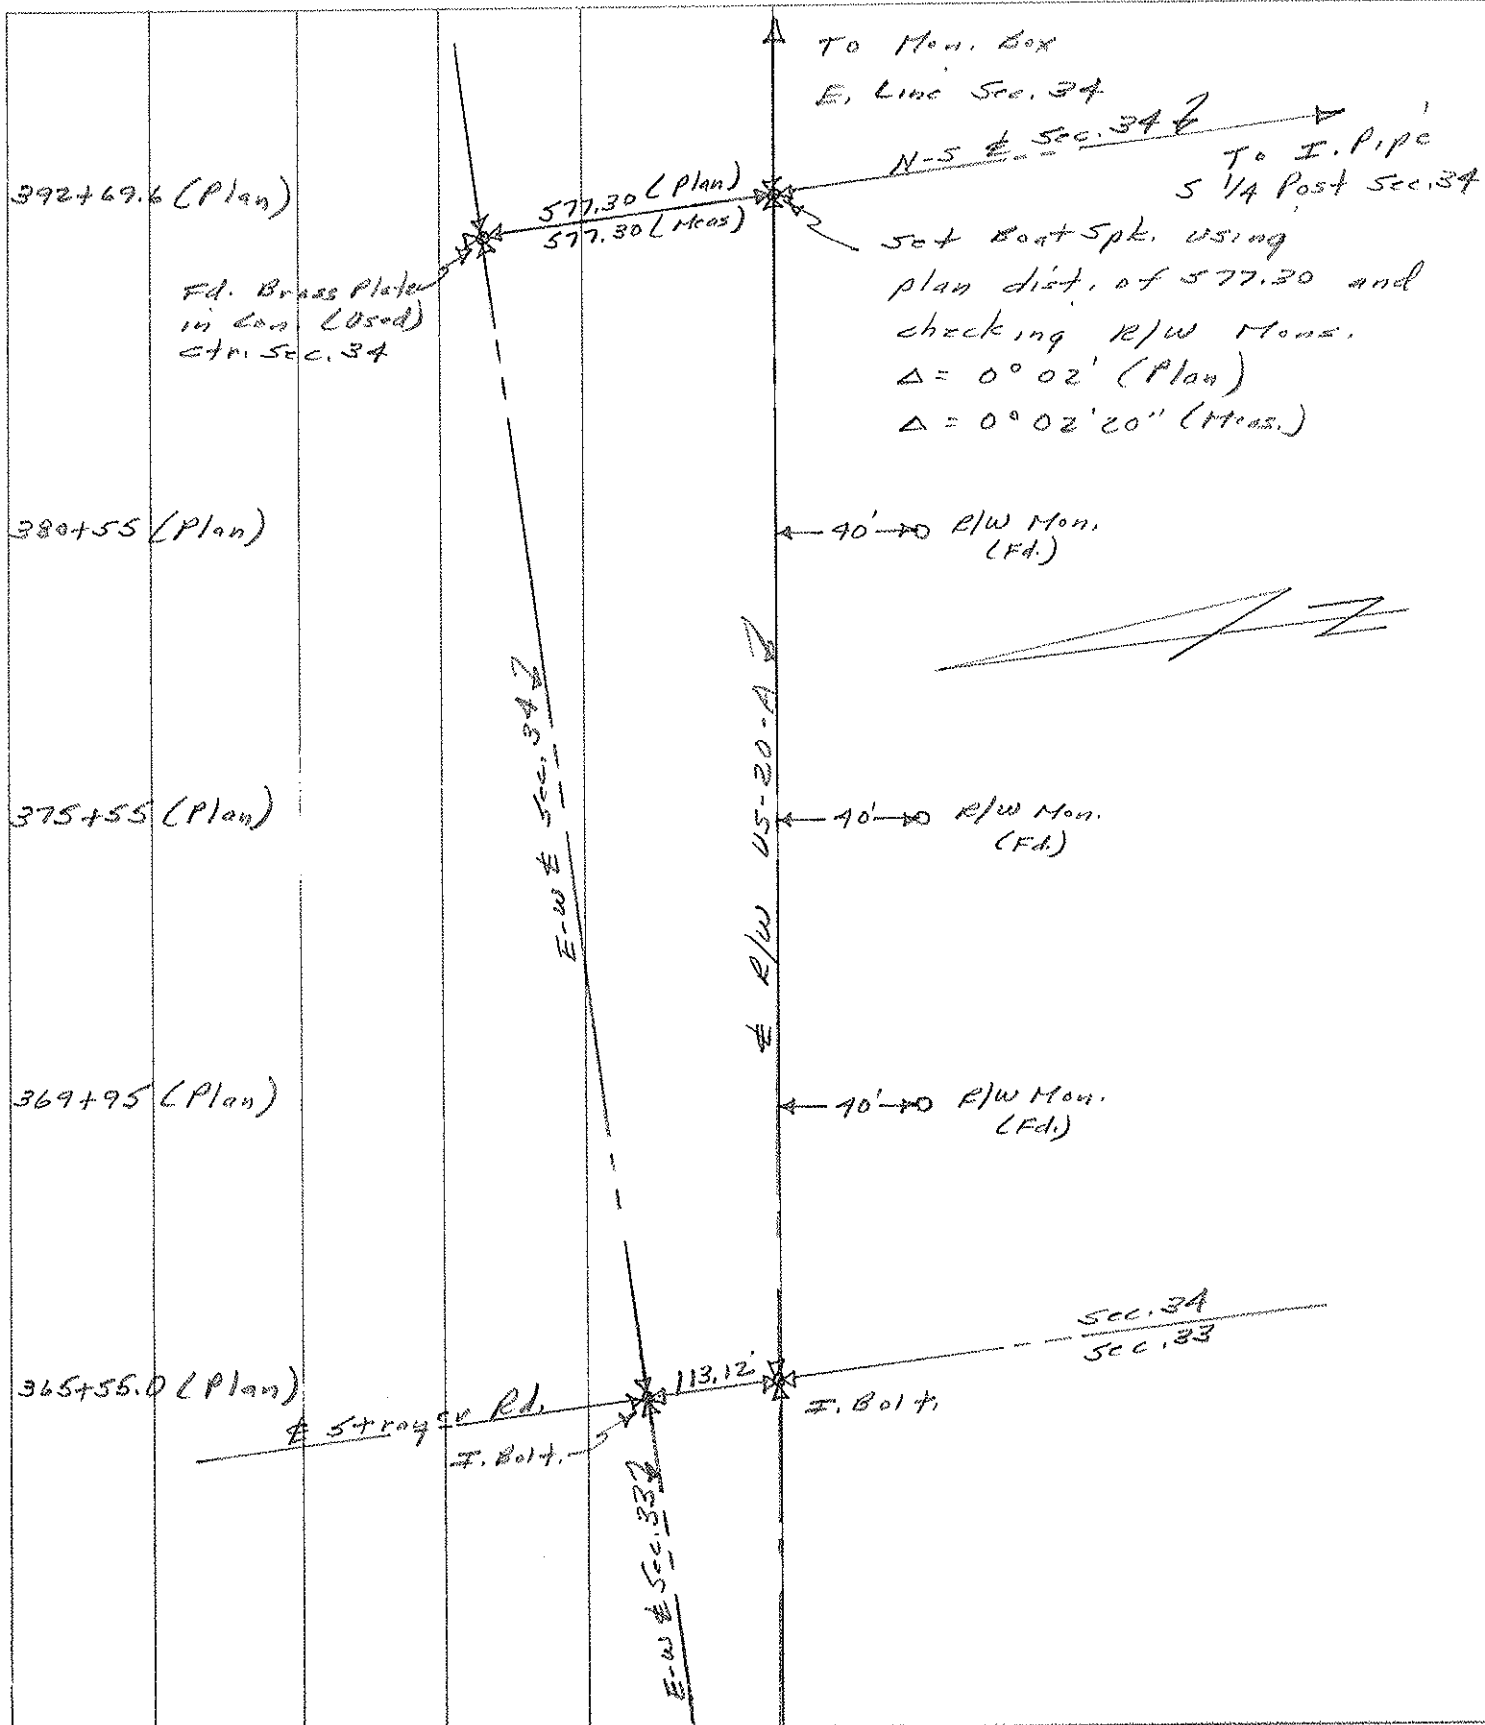 To Mon. Box
E. Line Sec. 34
N-S ℄ Sec. 34
To I. Pipe
S 1/4 Post Sec. 34
392+69.6 (Plan)
577.30 (Plan)
577.30 (Meas)
Set Boat Spk. using
plan dist. of 577.30 and
checking R/W Mons.
Δ = 0° 02' (Plan)
Δ = 0° 02' 20" (Meas.)
Fd. Brass Plate
in Con. (Used)
ctr. Sec. 34
380+55 (Plan)
40' R/W Mon.
(Fd.)
E-W ℄ Sec. 34
℄ R/W US-20-A
375+55 (Plan)
40' R/W Mon.
(Fd.)
369+95 (Plan)
40' R/W Mon.
(Fd.)
Sec. 34
Sec. 33
365+55.0 (Plan)
113.12'
I. Bolt.
℄ Strayer Rd.
I. Bolt.
E-W ℄ Sec. 33